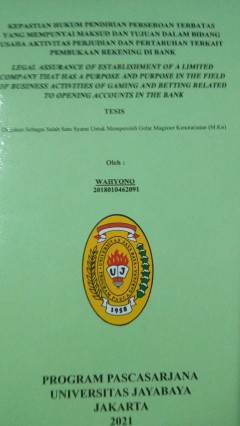 KEPASTIAN HUKUM PENDIRIAN PERSEROAN TERBATAS
YANG MEMPUNYAI MAKSUD DAN TUJUAN DALAM BIDANG
USAHA AKTIVITAS PERJUDIAN DAN PERTARUHAN TERKAIT
PEMBUKAAN REKENING DI BANK
LEGAL ASSURANCE OF ESTABLISHMENT OF A LIMITED
COMPANY THAT HAS A PURPOSE AND PURPOSE IN THE FIELD
OF BUSINESS ACTIVITIES OF GAMING AND BETTING RELATED
TO OPENING ACCOUNTS IN THE BANK
TESIS
Diajukan Sebagai Salah Satu Syarat Untuk Memperoleh Gelar Magister Kenotariatan (M.Kn)
Oleh :
WAHYONO
2018010462091
UNIVERSITAS JAYABAYA
UJ
1958
PROGRAM PASCASARJANA
UNIVERSITAS JAYABAYA
JAKARTA
2021